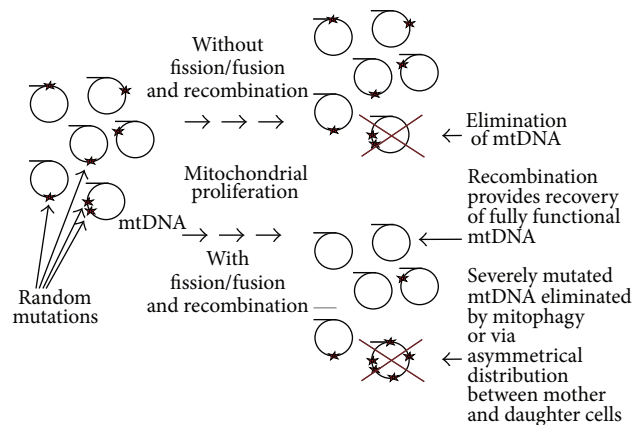 Without
fission/fusion
and recombination
Elimination
of mtDNA
Mitochondrial
proliferation
mtDNA
Recombination
provides recovery
of fully functional
mtDNA
With
fission/fusion
and recombination
Random
mutations
Severely mutated
mtDNA eliminated
by mitophagy
or via
asymmetrical
distribution
between mother
and daughter cells